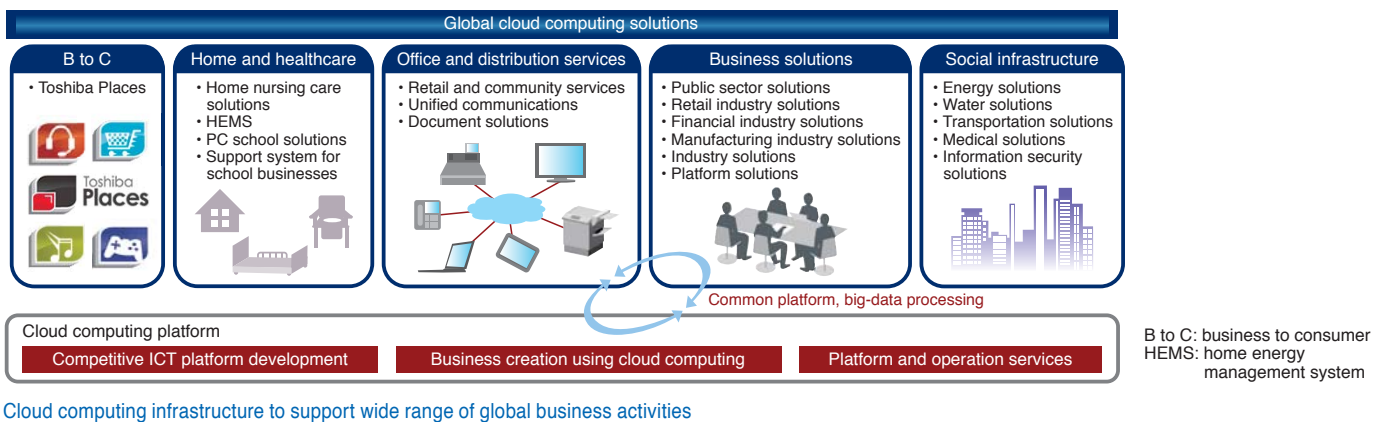 Global cloud computing solutions
B to C
• Toshiba Places
Toshiba
Places
Home and healthcare
• Home nursing care
solutions
• HEMS
• PC school solutions
• Support system for
school businesses
Office and distribution services
• Retail and community services
• Unified communications
• Document solutions
Business solutions
• Public sector solutions
• Retail industry solutions
• Financial industry solutions
• Manufacturing industry solutions
• Industry solutions
• Platform solutions
Social infrastructure
• Energy solutions
• Water solutions
• Transportation solutions
• Medical solutions
• Information security
solutions
Common platform, big-data processing
Cloud computing platform
Competitive ICT platform development
Business creation using cloud computing
Platform and operation services
B to C: business to consumer
HEMS: home energy
management system
Cloud computing infrastructure to support wide range of global business activities